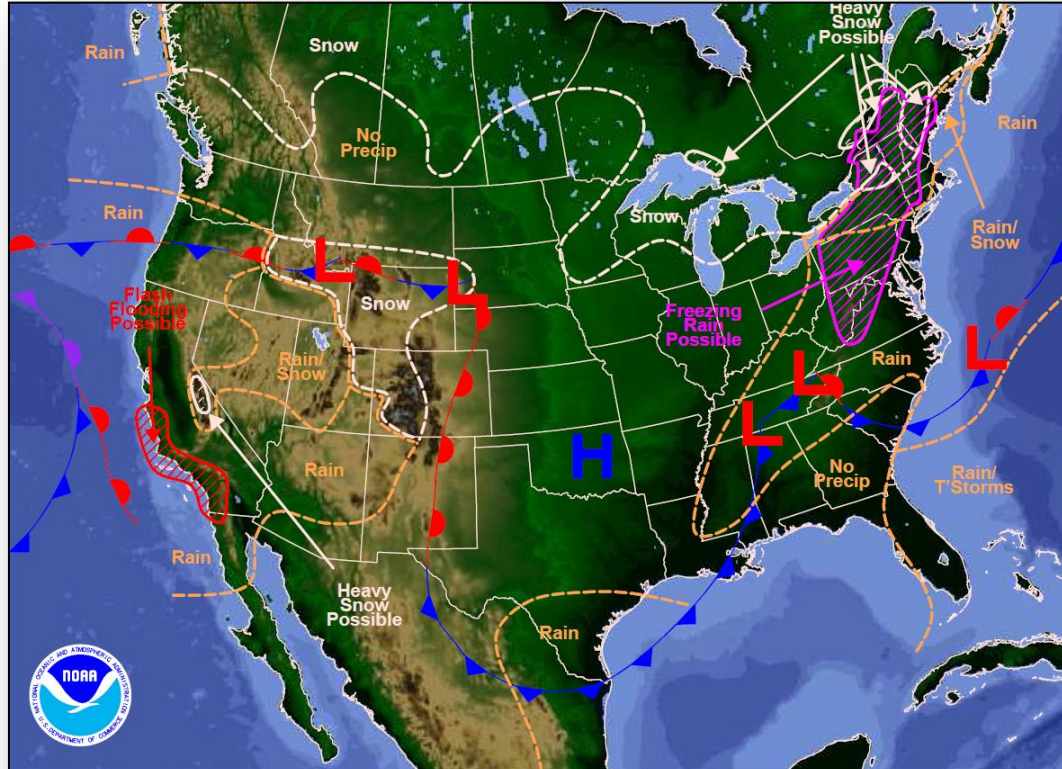 Heavy
Snow
Possible
Rain
Snow
No
Precip
Rain
Rain
Snow
Rain/
Snow
Flash
Flooding
Possible
Snow
Freezing
Rain
Possible
L
L
L
L
L
Rain/
Snow
Rain
H
Rain
No
Precip
Rain/
T'Storms
Rain
Heavy
Snow
Possible
Rain
NATIONAL OCEANIC AND ATMOSPHERIC ADMINISTRATION
NOAA
U.S. DEPARTMENT OF COMMERCE